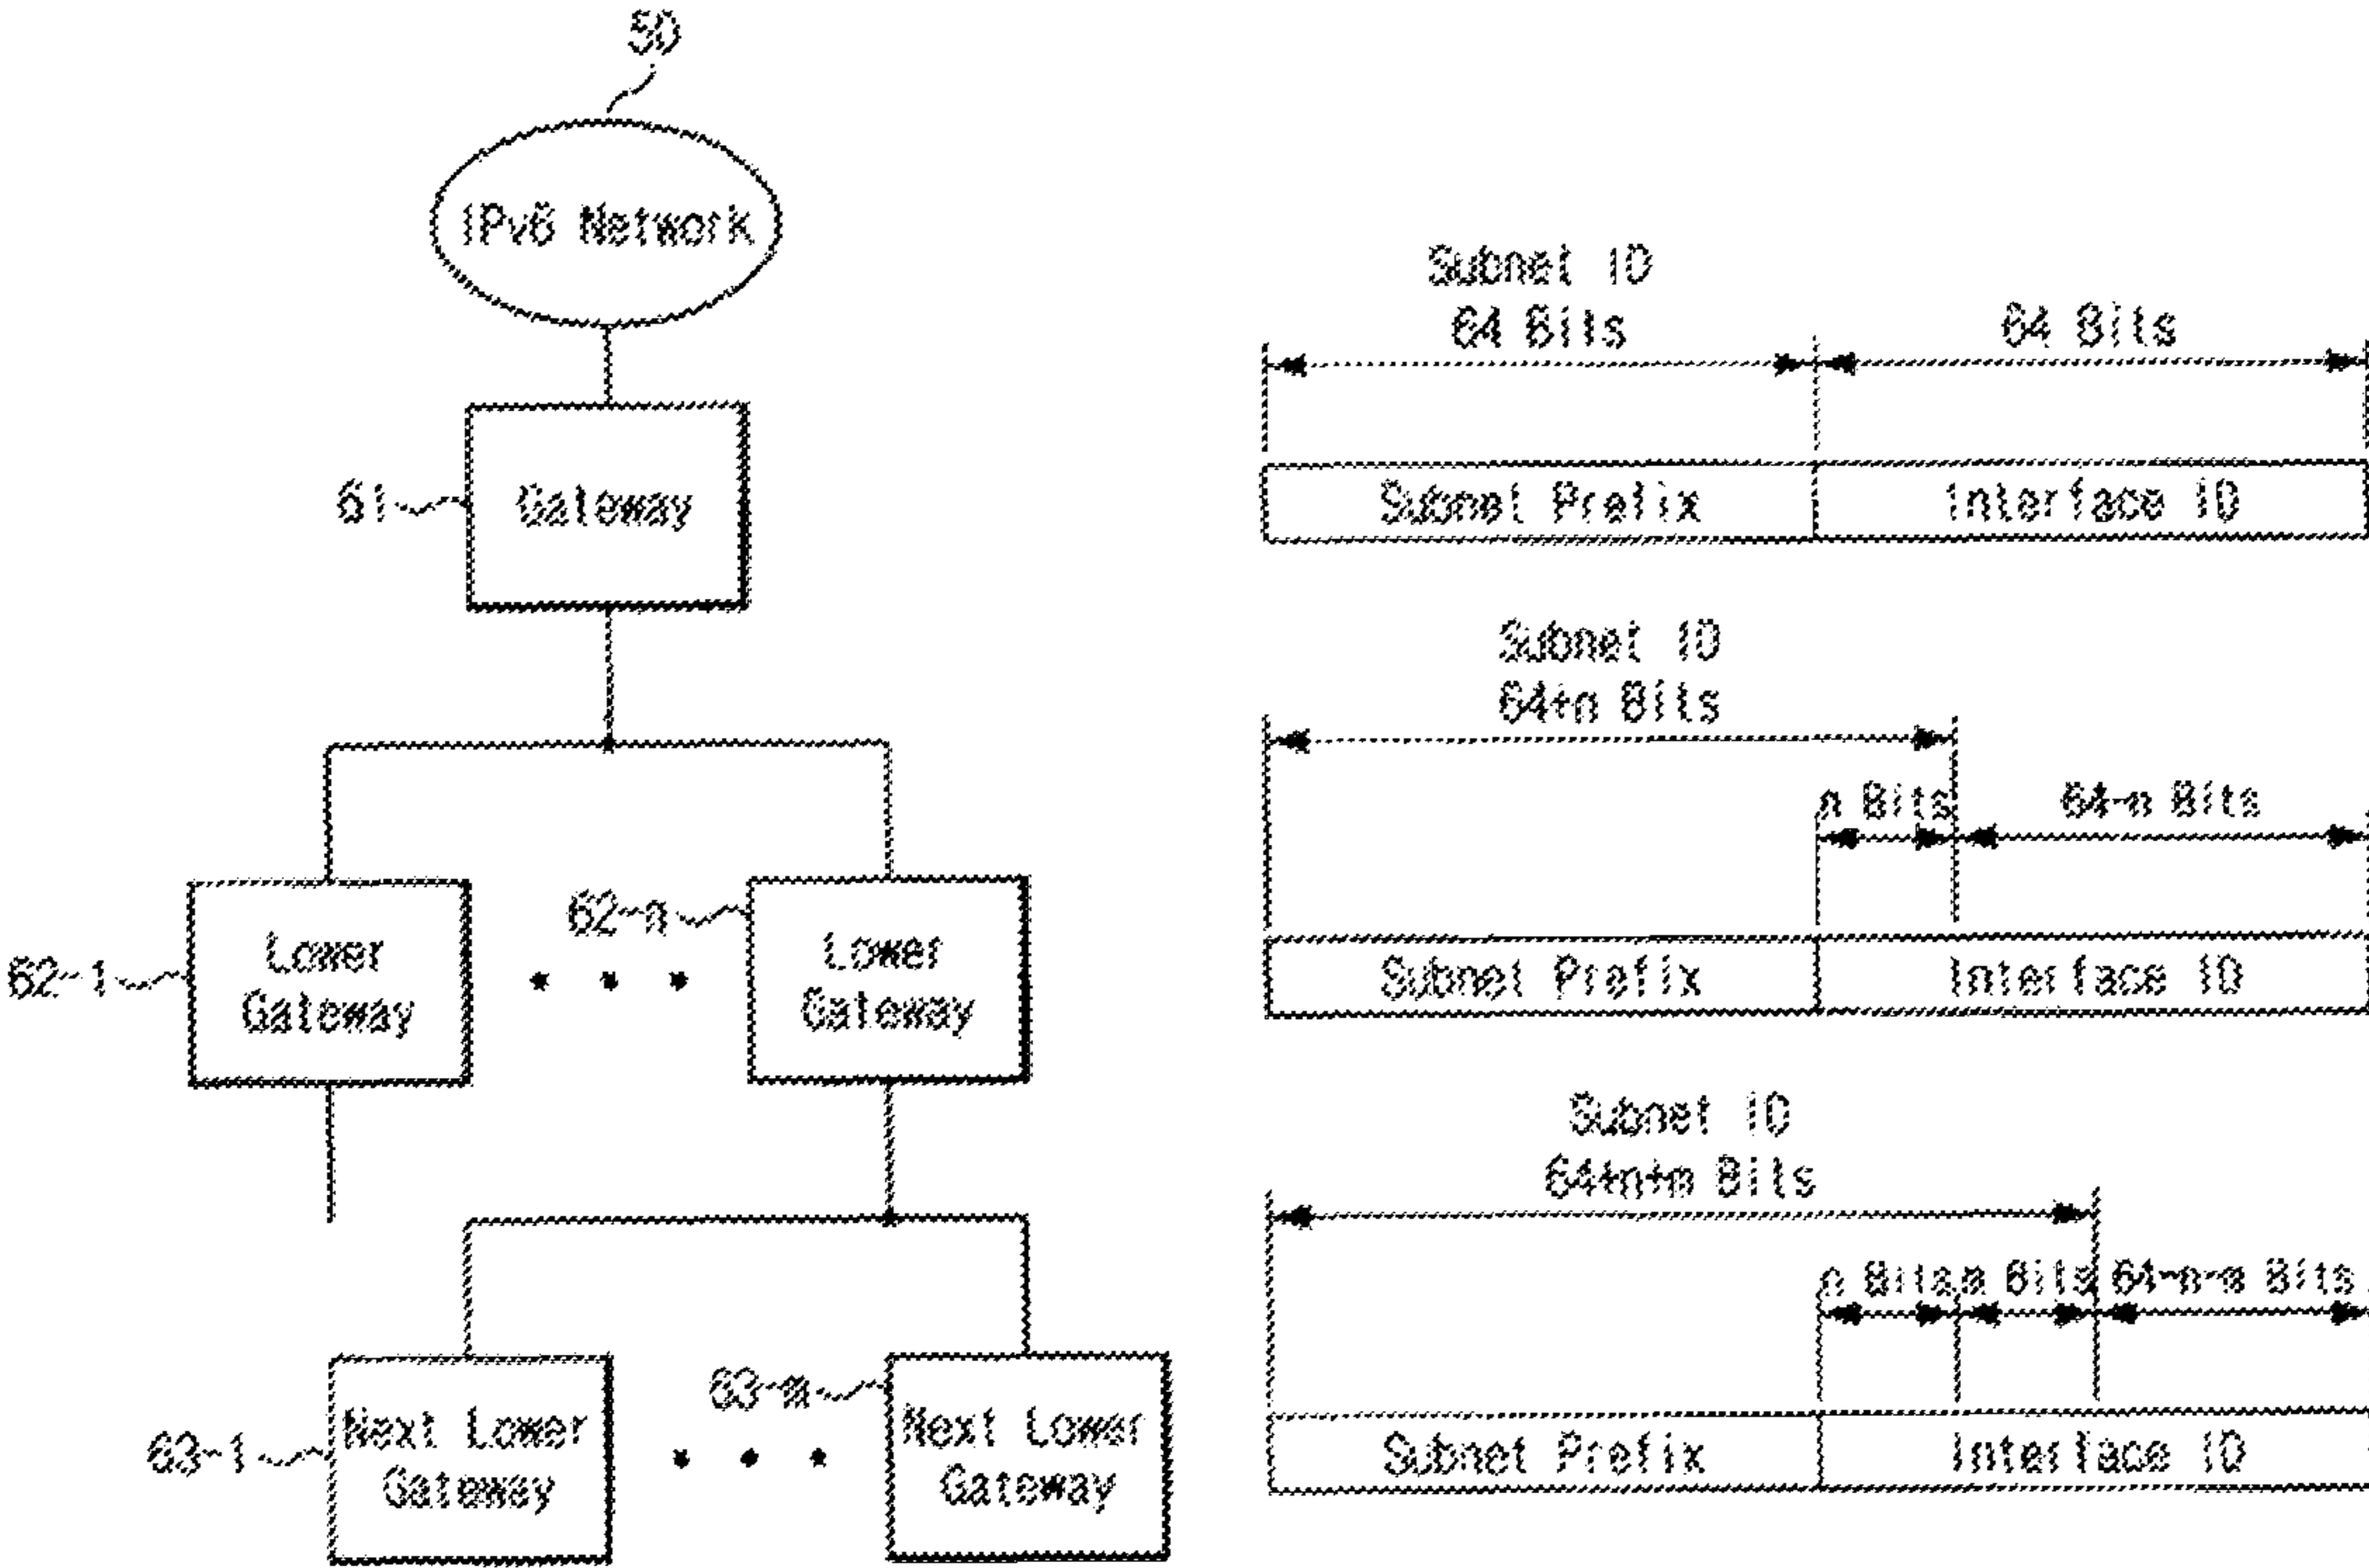 50
IPv6 Network
61
Gateway
62-1
Lower
Gateway
62-n
Lower
Gateway
63-1
Next Lower
Gateway
63-m
Next Lower
Gateway
Subnet ID
64 Bits
64 Bits
Subnet Prefix
Interface ID
Subnet ID
64+n Bits
n Bits
64-n Bits
Subnet Prefix
Interface ID
Subnet ID
64+n+m Bits
n Bits
m Bits
64-n-m Bits
Subnet Prefix
Interface ID